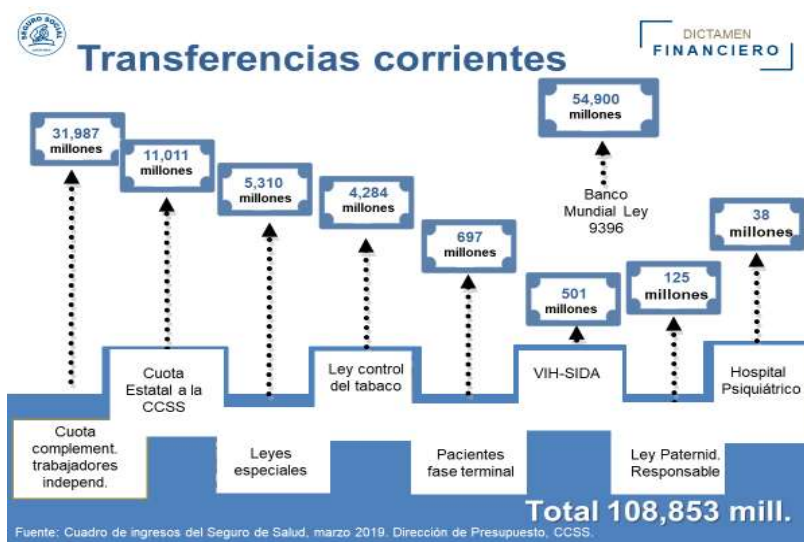 SEGURO SOCIAL
Transferencias corrientes
DICTAMEN
FINANCIERO
31,987
millones
11,011
millones
5,310
millones
4,284
millones
697
millones
54,900
millones
Banco
Mundial Ley
9396
501
millones
125
millones
38
millones
Cuota
complement.
trabajadores
independ.
Cuota
Estatal a la
CCSS
Leyes
especiales
Ley control
del tabaco
Pacientes
fase terminal
VIH-SIDA
Ley Paternid.
Responsable
Hospital
Psiquiátrico
Total 108,853 mill.
Fuente: Cuadro de ingresos del Seguro de Salud, marzo 2019. Dirección de Presupuesto, CCSS.